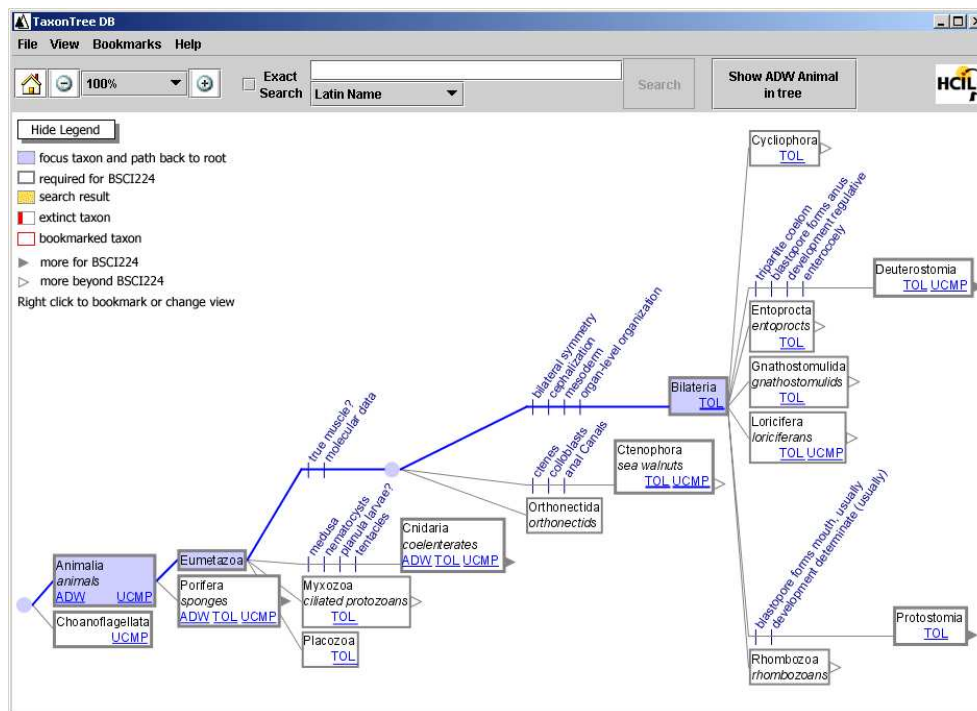 TaxonTree DB
File View Bookmarks Help
100%
Exact Search
Latin Name
Search
Show ADW Animal in tree
HCIL
Hide Legend
focus taxon and path back to root
required for BSCI224
search result
extinct taxon
bookmarked taxon
more for BSCI224
more beyond BSCI224
Right click to bookmark or change view
Animalia
animals
ADW UCMP
Choanoflagellata
UCMP
Eumetazoa
Porifera
sponges
ADW TOL UCMP
true muscle?
molecular data
medusa
nematocysts
planula larvae?
tentacles
Cnidaria
coelenterates
ADW TOL UCMP
Myxozoa
ciliated protozoans
TOL
Placozoa
TOL
bilateral symmetry
cephalization
mesoderm
organ-level organization
ctenes
colloblasts
anal Canals
Ctenophora
sea walnuts
TOL UCMP
Orthonectida
orthonectids
Bilateria
TOL
Cycliophora
TOL
tripartite coelom
blastopore forms anus
development regulative
enterocoely
Deuterostomia
TOL UCMP
Entoprocta
entoprocts
TOL
Gnathostomulida
gnathostomulids
TOL
Loricifera
loriciferans
TOL UCMP
blastopore forms mouth, usually
development determinate (usually)
Protostomia
TOL
Rhombozoa
rhombozoans